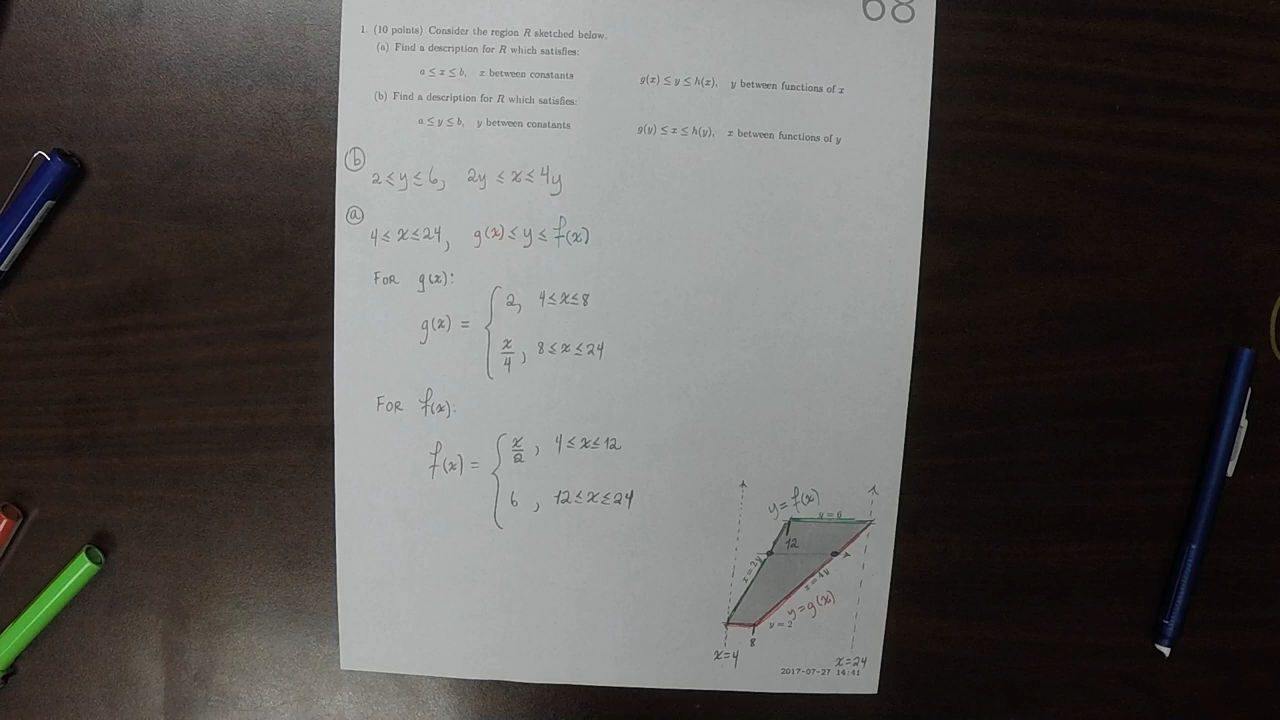 68
1. (10 points) Consider the region R sketched below.
(a) Find a description for R which satisfies:
a ≤ x ≤ b, x between constants
g(x) ≤ y ≤ h(x), y between functions of x
(b) Find a description for R which satisfies:
a ≤ y ≤ b, y between constants
g(y) ≤ x ≤ h(y), x between functions of y
(b)
2 ≤ y ≤ 6, 2y ≤ x ≤ 4y
(a)
4 ≤ x ≤ 24, g(x) ≤ y ≤ f(x)
FOR g(x):
g(x) = { 2, 4 ≤ x ≤ 8
x/4, 8 ≤ x ≤ 24
FOR f(x):
f(x) = { x/2, 4 ≤ x ≤ 12
6, 12 ≤ x ≤ 24
y = f(x)
y = 6
12
x = 2y
x = 4y
y = g(x)
y = 2
8
x = 4
x = 24
2017-07-27 14:41